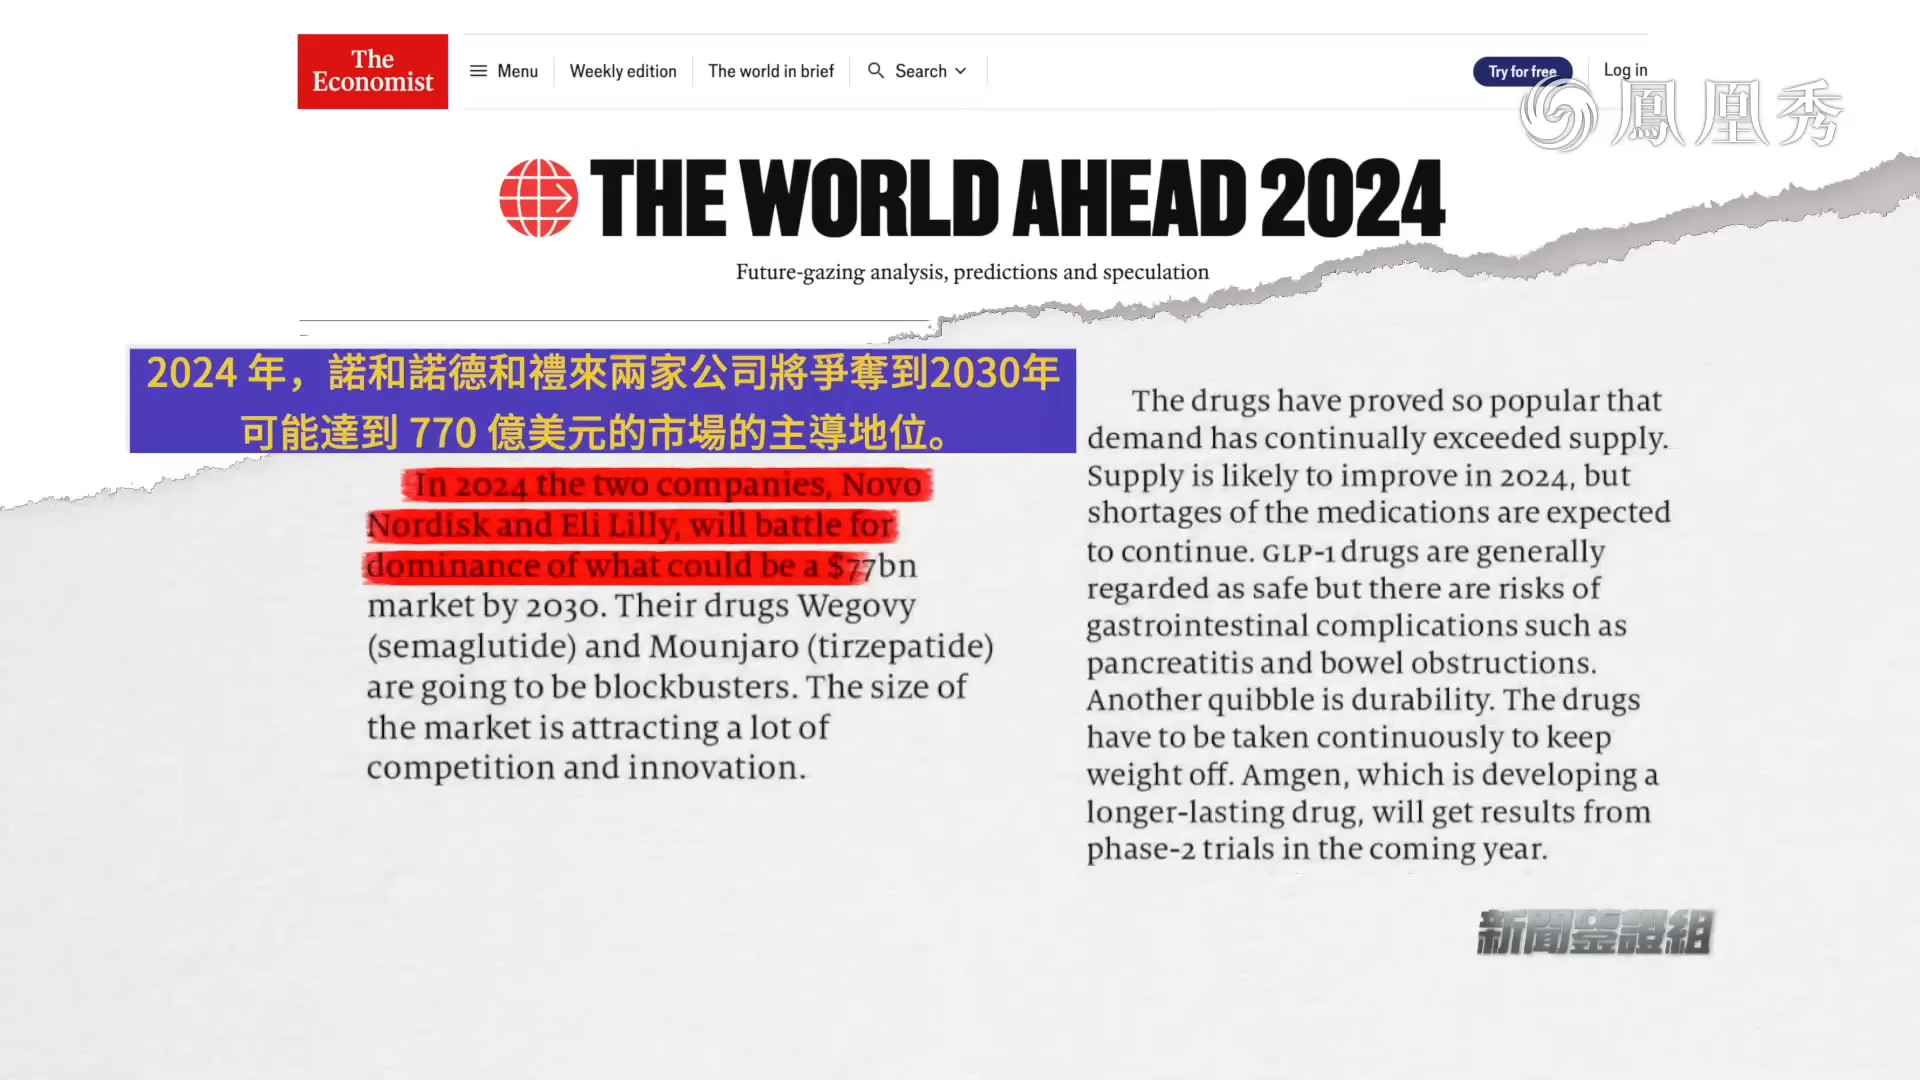 The
Economist
Menu
Weekly edition
The world in brief
Search
Try for free
Log in
鳳凰秀
THE WORLD AHEAD 2024
Future-gazing analysis, predictions and speculation
2024 年，諾和諾德和禮來兩家公司將爭奪到2030年
可能達到 770 億美元的市場的主導地位。
In 2024 the two companies, Novo
Nordisk and Eli Lilly, will battle for
dominance of what could be a $77bn
market by 2030. Their drugs Wegovy
(semaglutide) and Mounjaro (tirzepatide)
are going to be blockbusters. The size of
the market is attracting a lot of
competition and innovation.
The drugs have proved so popular that
demand has continually exceeded supply.
Supply is likely to improve in 2024, but
shortages of the medications are expected
to continue. GLP-1 drugs are generally
regarded as safe but there are risks of
gastrointestinal complications such as
pancreatitis and bowel obstructions.
Another quibble is durability. The drugs
have to be taken continuously to keep
weight off. Amgen, which is developing a
longer-lasting drug, will get results from
phase-2 trials in the coming year.
新聞鑒證組